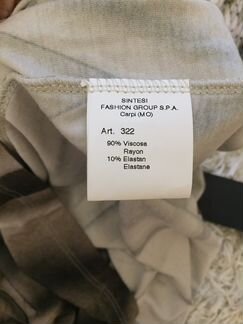 SINTESI
FASHION GROUP S.P.A.
Carpi (MO)
Art. 322
90% Viscosa
Rayon
10% Elastan
Elastane